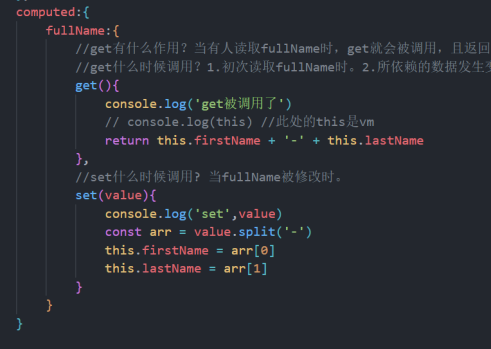 computed:{
fullName:{
//get有什么作用？当有人读取fullName时，get就会被调用，且返回
//get什么时候调用？1.初次读取fullName时。2.所依赖的数据发生变
get(){
console.log('get被调用了')
// console.log(this) //此处的this是vm
return this.firstName + '-' + this.lastName
},
//set什么时候调用? 当fullName被修改时。
set(value){
console.log('set',value)
const arr = value.split('-')
this.firstName = arr[0]
this.lastName = arr[1]
}
}
}